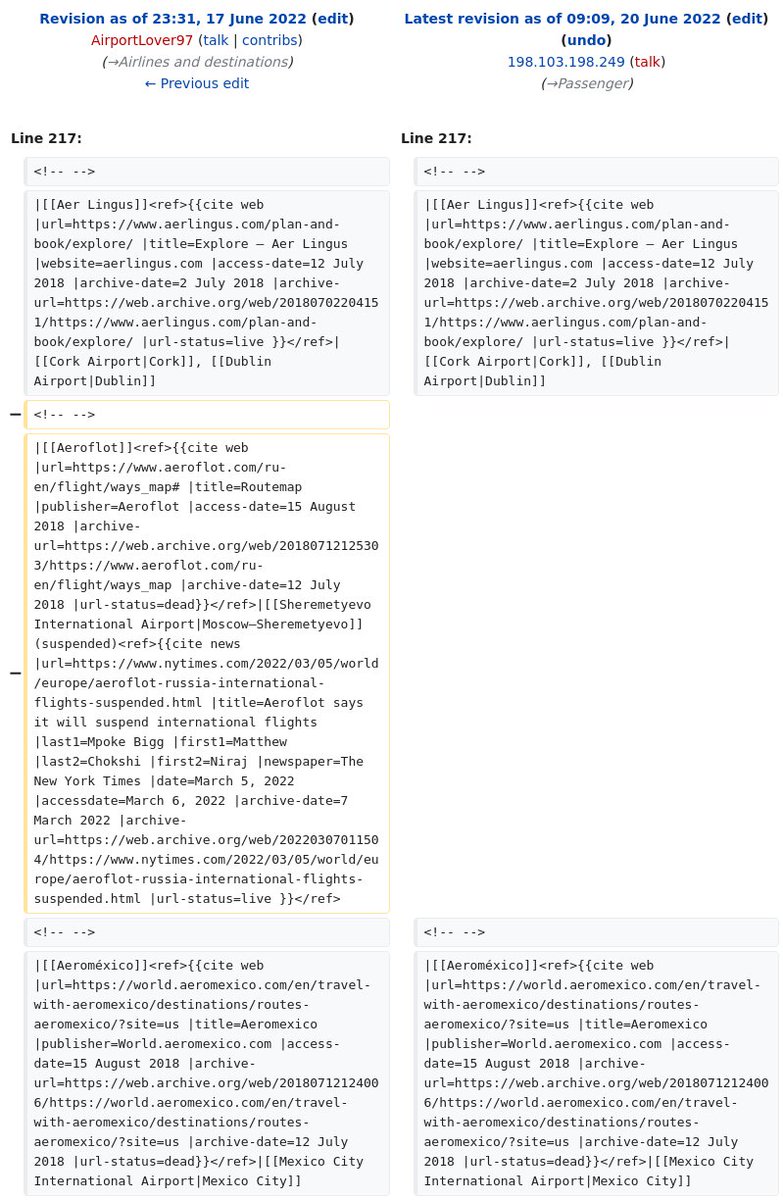 Revision as of 23:31, 17 June 2022 (edit)
AirportLover97 (talk | contribs)
(→Airlines and destinations)
← Previous edit
Latest revision as of 09:09, 20 June 2022 (edit)
(undo)
198.103.198.249 (talk)
(→Passenger)
Line 217:
Line 217:
<!-- -->
<!-- -->
|[[Aer Lingus]]<ref>{{cite web
|url=https://www.aerlingus.com/plan-and-
book/explore/ |title=Explore – Aer Lingus
|website=aerlingus.com |access-date=12 July
2018 |archive-date=2 July 2018 |archive-
url=https://web.archive.org/web/2018070220415
1/https://www.aerlingus.com/plan-and-
book/explore/ |url-status=live }}</ref>|
[[Cork Airport|Cork]], [[Dublin
Airport|Dublin]]
|[[Aer Lingus]]<ref>{{cite web
|url=https://www.aerlingus.com/plan-and-
book/explore/ |title=Explore – Aer Lingus
|website=aerlingus.com |access-date=12 July
2018 |archive-date=2 July 2018 |archive-
url=https://web.archive.org/web/2018070220415
1/https://www.aerlingus.com/plan-and-
book/explore/ |url-status=live }}</ref>|
[[Cork Airport|Cork]], [[Dublin
Airport|Dublin]]
− <!-- -->
− |[[Aeroflot]]<ref>{{cite web
|url=https://www.aeroflot.com/ru-
en/flight/ways_map# |title=Routemap
|publisher=Aeroflot |access-date=15 August
2018 |archive-
url=https://web.archive.org/web/2018071212530
3/https://www.aeroflot.com/ru-
en/flight/ways_map |archive-date=12 July
2018 |url-status=dead}}</ref>|[[Sheremetyevo
International Airport|Moscow–Sheremetyevo]]
(suspended)<ref>{{cite news
|url=https://www.nytimes.com/2022/03/05/world
/europe/aeroflot-russia-international-
flights-suspended.html |title=Aeroflot says
it will suspend international flights
|last1=Mpoke Bigg |first1=Matthew
|last2=Chokshi |first2=Niraj |newspaper=The
New York Times |date=March 5, 2022
|accessdate=March 6, 2022 |archive-date=7
March 2022 |archive-
url=https://web.archive.org/web/2022030701150
4/https://www.nytimes.com/2022/03/05/world/eu
rope/aeroflot-russia-international-flights-
suspended.html |url-status=live }}</ref>
<!-- -->
<!-- -->
|[[Aeroméxico]]<ref>{{cite web
|url=https://world.aeromexico.com/en/travel-
with-aeromexico/destinations/routes-
aeromexico/?site=us |title=Aeromexico
|publisher=World.aeromexico.com |access-
date=15 August 2018 |archive-
url=https://web.archive.org/web/2018071212400
6/https://world.aeromexico.com/en/travel-
with-aeromexico/destinations/routes-
aeromexico/?site=us |archive-date=12 July
2018 |url-status=dead}}</ref>|[[Mexico City
International Airport|Mexico City]]
|[[Aeroméxico]]<ref>{{cite web
|url=https://world.aeromexico.com/en/travel-
with-aeromexico/destinations/routes-
aeromexico/?site=us |title=Aeromexico
|publisher=World.aeromexico.com |access-
date=15 August 2018 |archive-
url=https://web.archive.org/web/2018071212400
6/https://world.aeromexico.com/en/travel-
with-aeromexico/destinations/routes-
aeromexico/?site=us |archive-date=12 July
2018 |url-status=dead}}</ref>|[[Mexico City
International Airport|Mexico City]]